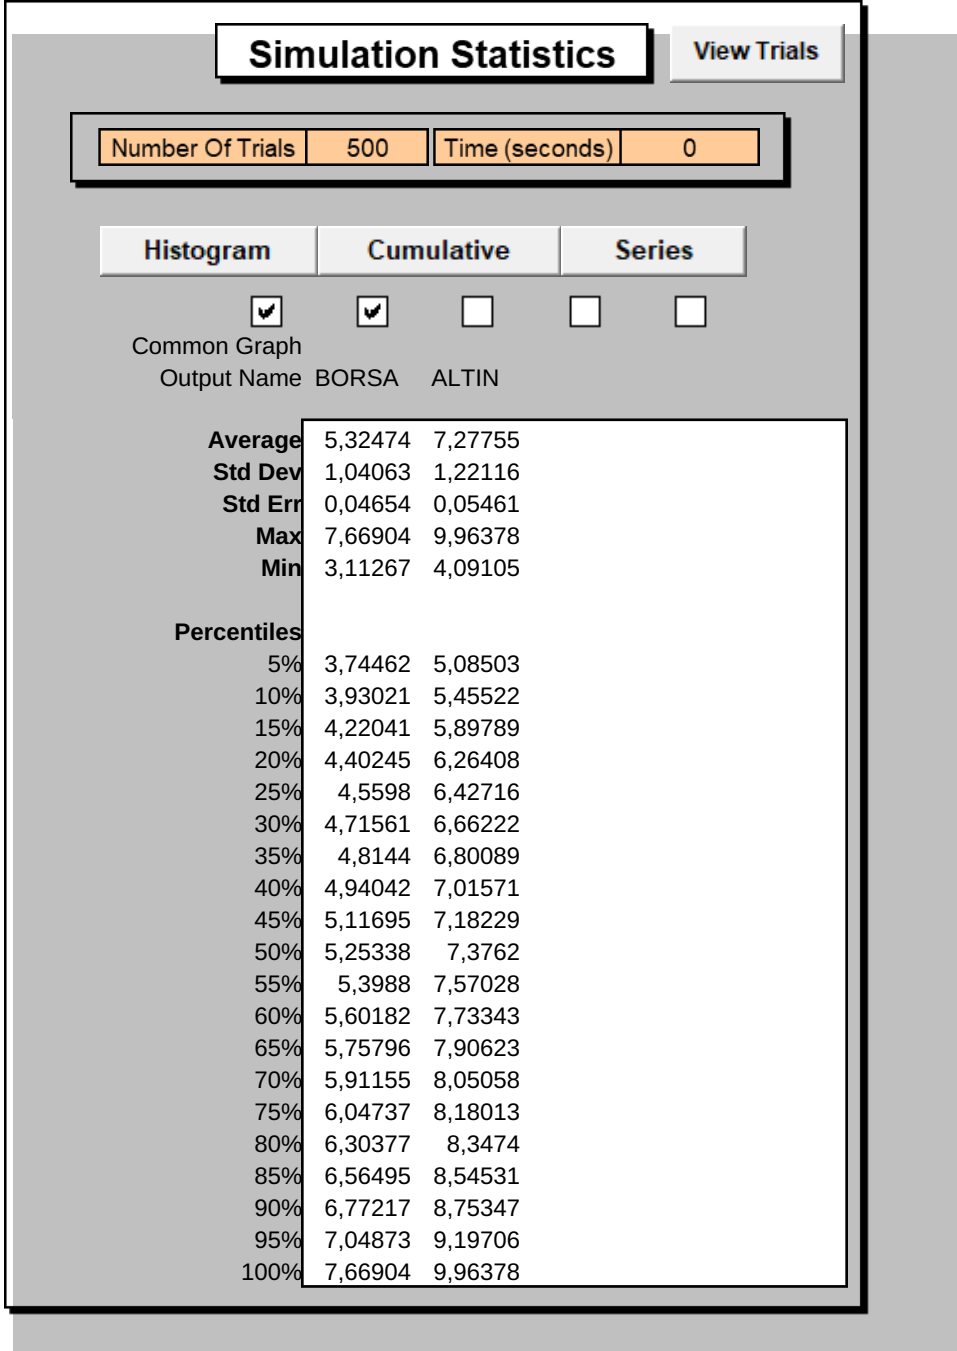 Simulation Statistics View Trials
Number Of Trials 500 Time (seconds) 0
Histogram Cumulative Series
Common Graph
Output Name BORSA ALTIN
Average 5,32474 7,27755
Std Dev 1,04063 1,22116
Std Err 0,04654 0,05461
Max 7,66904 9,96378
Min 3,11267 4,09105
Percentiles
5% 3,74462 5,08503
10% 3,93021 5,45522
15% 4,22041 5,89789
20% 4,40245 6,26408
25% 4,5598 6,42716
30% 4,71561 6,66222
35% 4,8144 6,80089
40% 4,94042 7,01571
45% 5,11695 7,18229
50% 5,25338 7,3762
55% 5,3988 7,57028
60% 5,60182 7,73343
65% 5,75796 7,90623
70% 5,91155 8,05058
75% 6,04737 8,18013
80% 6,30377 8,3474
85% 6,56495 8,54531
90% 6,77217 8,75347
95% 7,04873 9,19706
100% 7,66904 9,96378